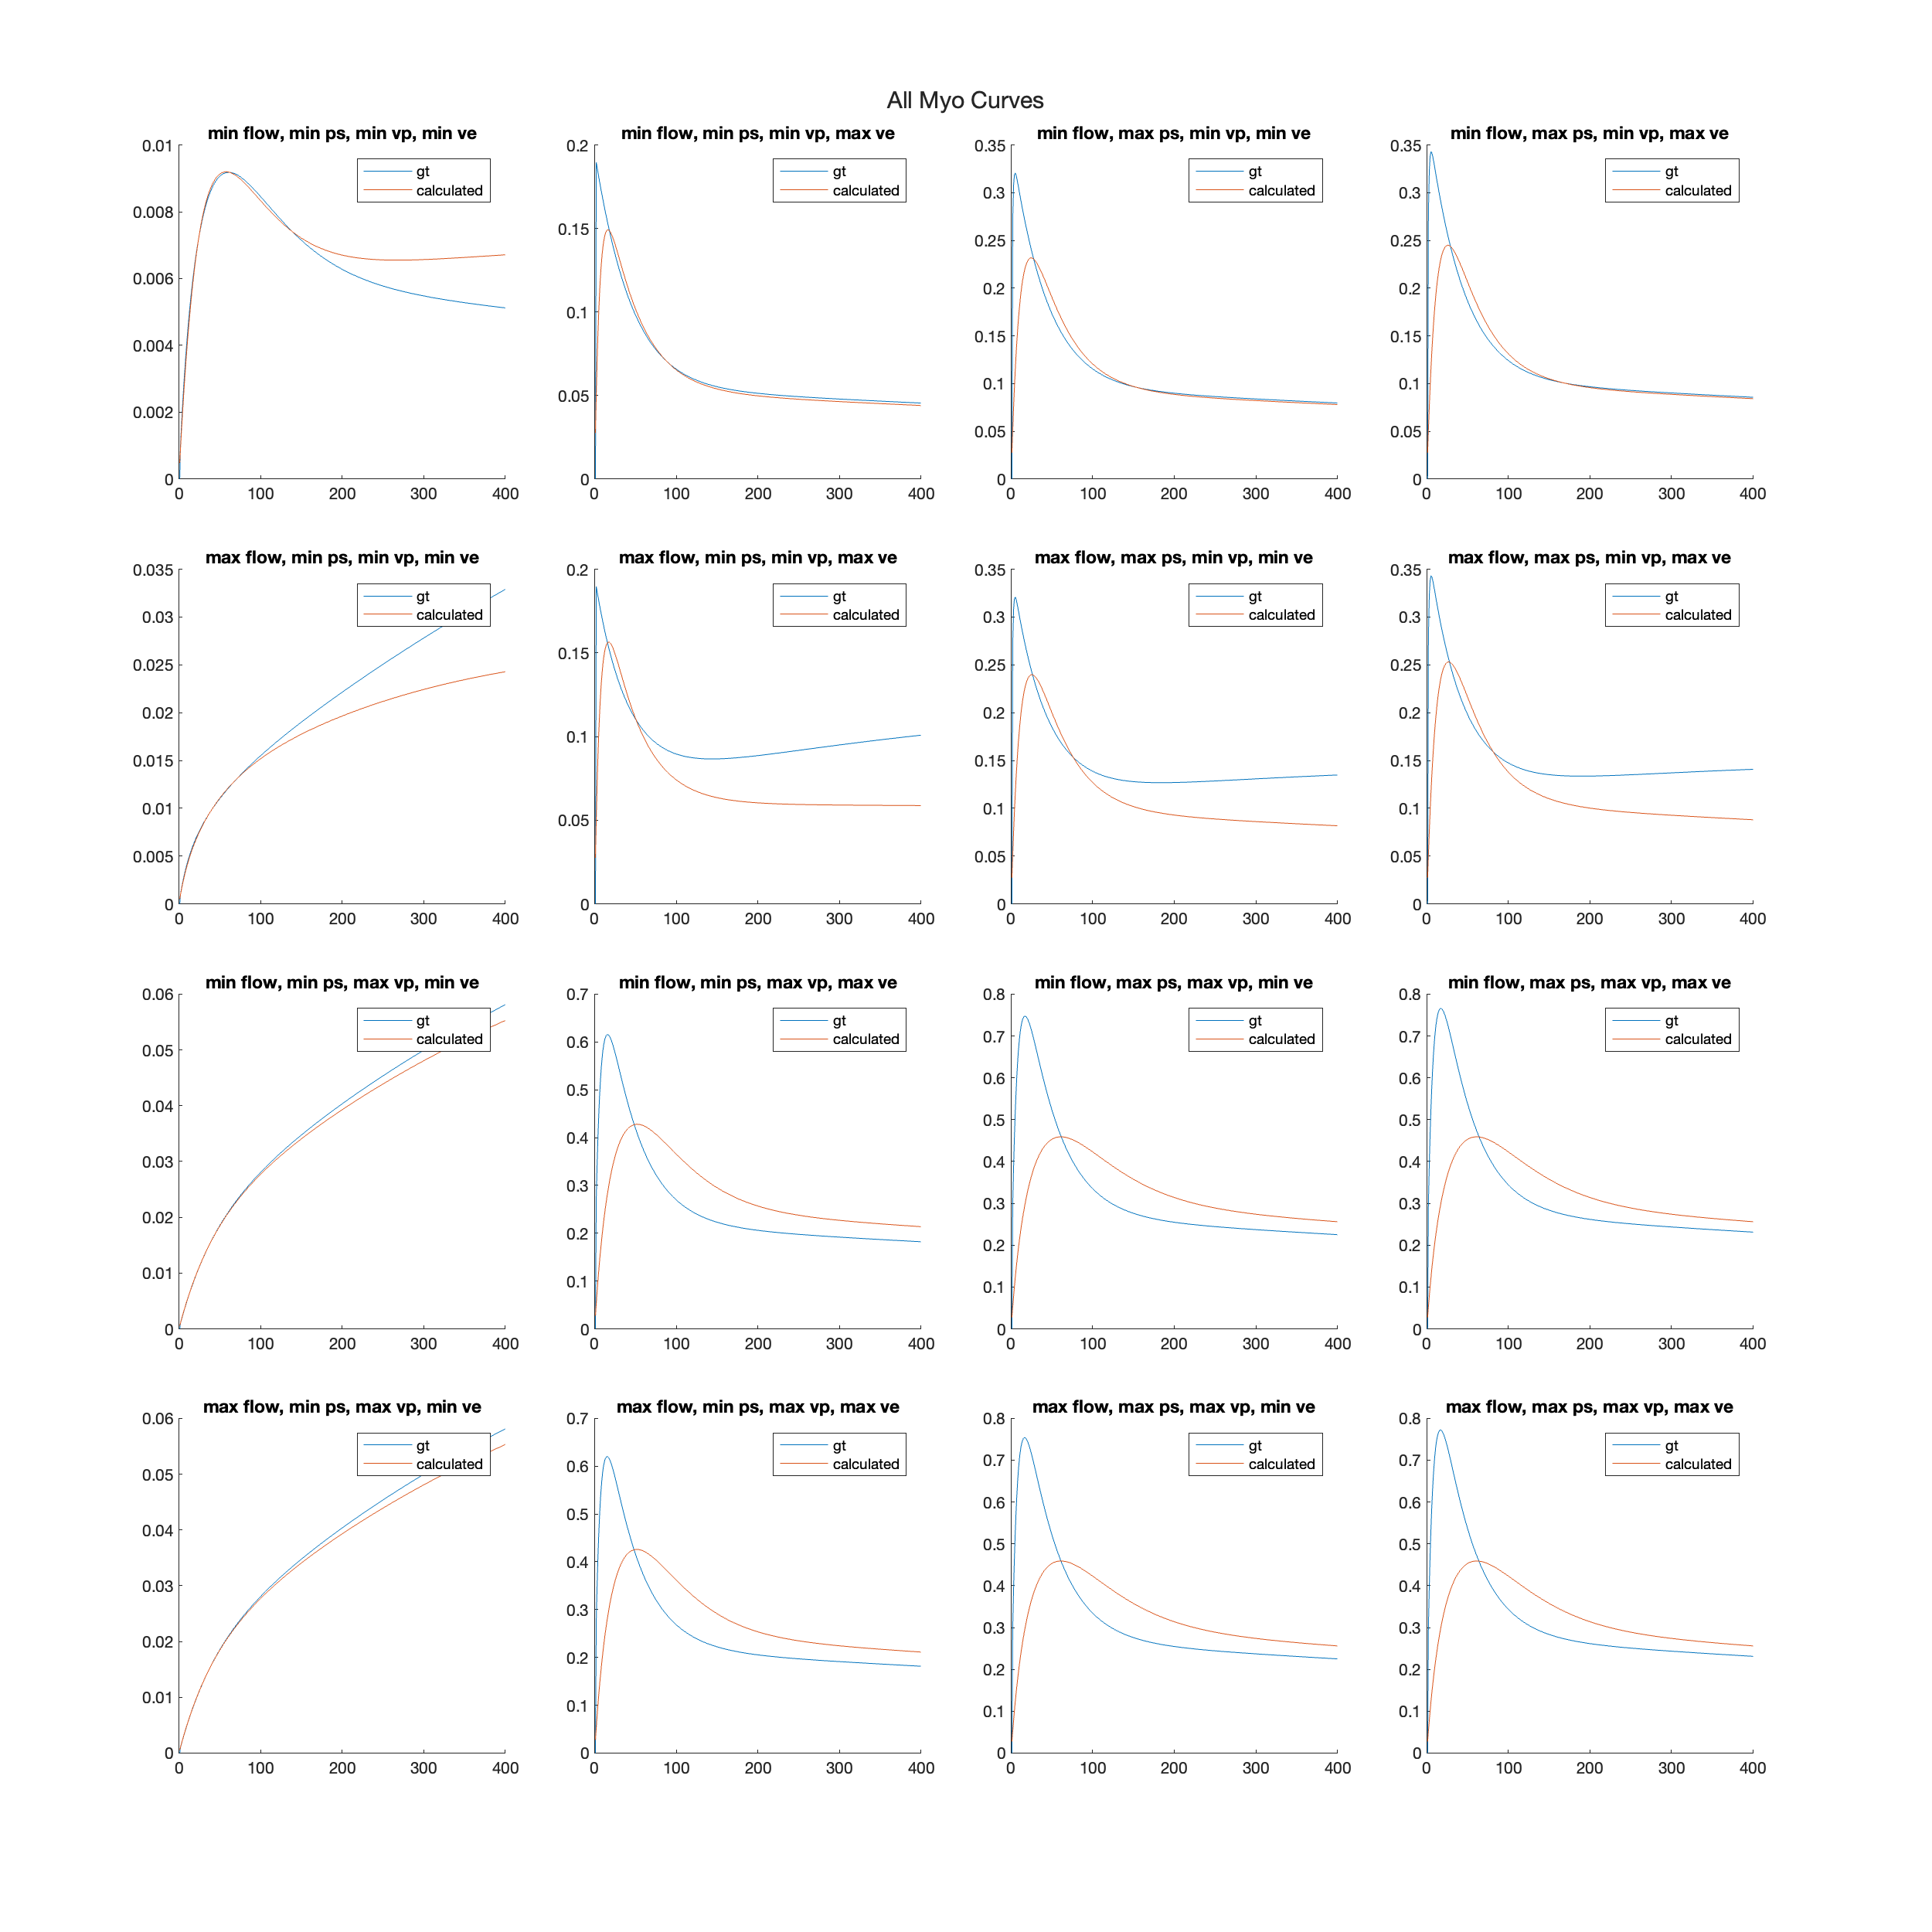 All Myo Curves
min flow, min ps, min vp, min ve
min flow, min ps, min vp, max ve
min flow, max ps, min vp, min ve
min flow, max ps, min vp, max ve
0.01
0.008
0.006
0.004
0.002
0
0 100 200 300 400
gt
calculated
0.2
0.15
0.1
0.05
0
0 100 200 300 400
gt
calculated
0.35
0.3
0.25
0.2
0.15
0.1
0.05
0
0 100 200 300 400
gt
calculated
0.35
0.3
0.25
0.2
0.15
0.1
0.05
0
0 100 200 300 400
gt
calculated
max flow, min ps, min vp, min ve
max flow, min ps, min vp, max ve
max flow, max ps, min vp, min ve
max flow, max ps, min vp, max ve
0.035
0.03
0.025
0.02
0.015
0.01
0.005
0
0 100 200 300 400
gt
calculated
0.2
0.15
0.1
0.05
0
0 100 200 300 400
gt
calculated
0.35
0.3
0.25
0.2
0.15
0.1
0.05
0
0 100 200 300 400
gt
calculated
0.35
0.3
0.25
0.2
0.15
0.1
0.05
0
0 100 200 300 400
gt
calculated
min flow, min ps, max vp, min ve
min flow, min ps, max vp, max ve
min flow, max ps, max vp, min ve
min flow, max ps, max vp, max ve
0.06
0.05
0.04
0.03
0.02
0.01
0
0 100 200 300 400
gt
calculated
0.7
0.6
0.5
0.4
0.3
0.2
0.1
0
0 100 200 300 400
gt
calculated
0.8
0.7
0.6
0.5
0.4
0.3
0.2
0.1
0
0 100 200 300 400
gt
calculated
0.8
0.7
0.6
0.5
0.4
0.3
0.2
0.1
0
0 100 200 300 400
gt
calculated
max flow, min ps, max vp, min ve
max flow, min ps, max vp, max ve
max flow, max ps, max vp, min ve
max flow, max ps, max vp, max ve
0.06
0.05
0.04
0.03
0.02
0.01
0
0 100 200 300 400
gt
calculated
0.7
0.6
0.5
0.4
0.3
0.2
0.1
0
0 100 200 300 400
gt
calculated
0.8
0.7
0.6
0.5
0.4
0.3
0.2
0.1
0
0 100 200 300 400
gt
calculated
0.8
0.7
0.6
0.5
0.4
0.3
0.2
0.1
0
0 100 200 300 400
gt
calculated